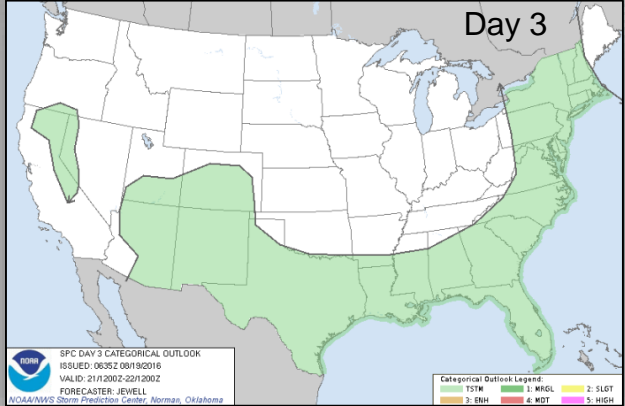 Day 3
NOAA
SPC DAY 3 CATEGORICAL OUTLOOK
ISSUED: 0635Z 08/19/2016
VALID: 21/1200Z-22/1200Z
FORECASTER: JEWELL
NOAA/NWS Storm Prediction Center, Norman, Oklahoma
Categorical Outlook Legend:
TSTM 1: MRGL 2: SLGT
3: ENH 4: MDT 5: HIGH